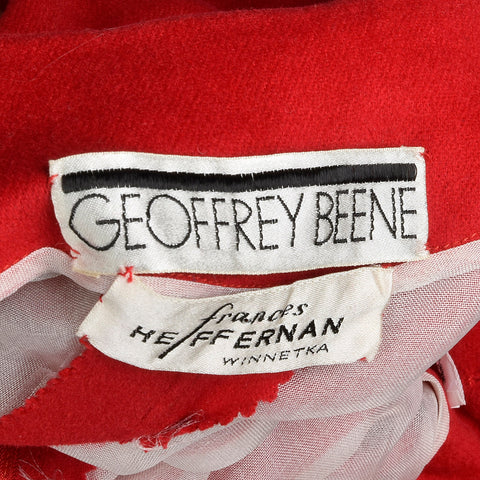 GEOFFREY BEENE
frances
HEFFERNAN
WINNETKA